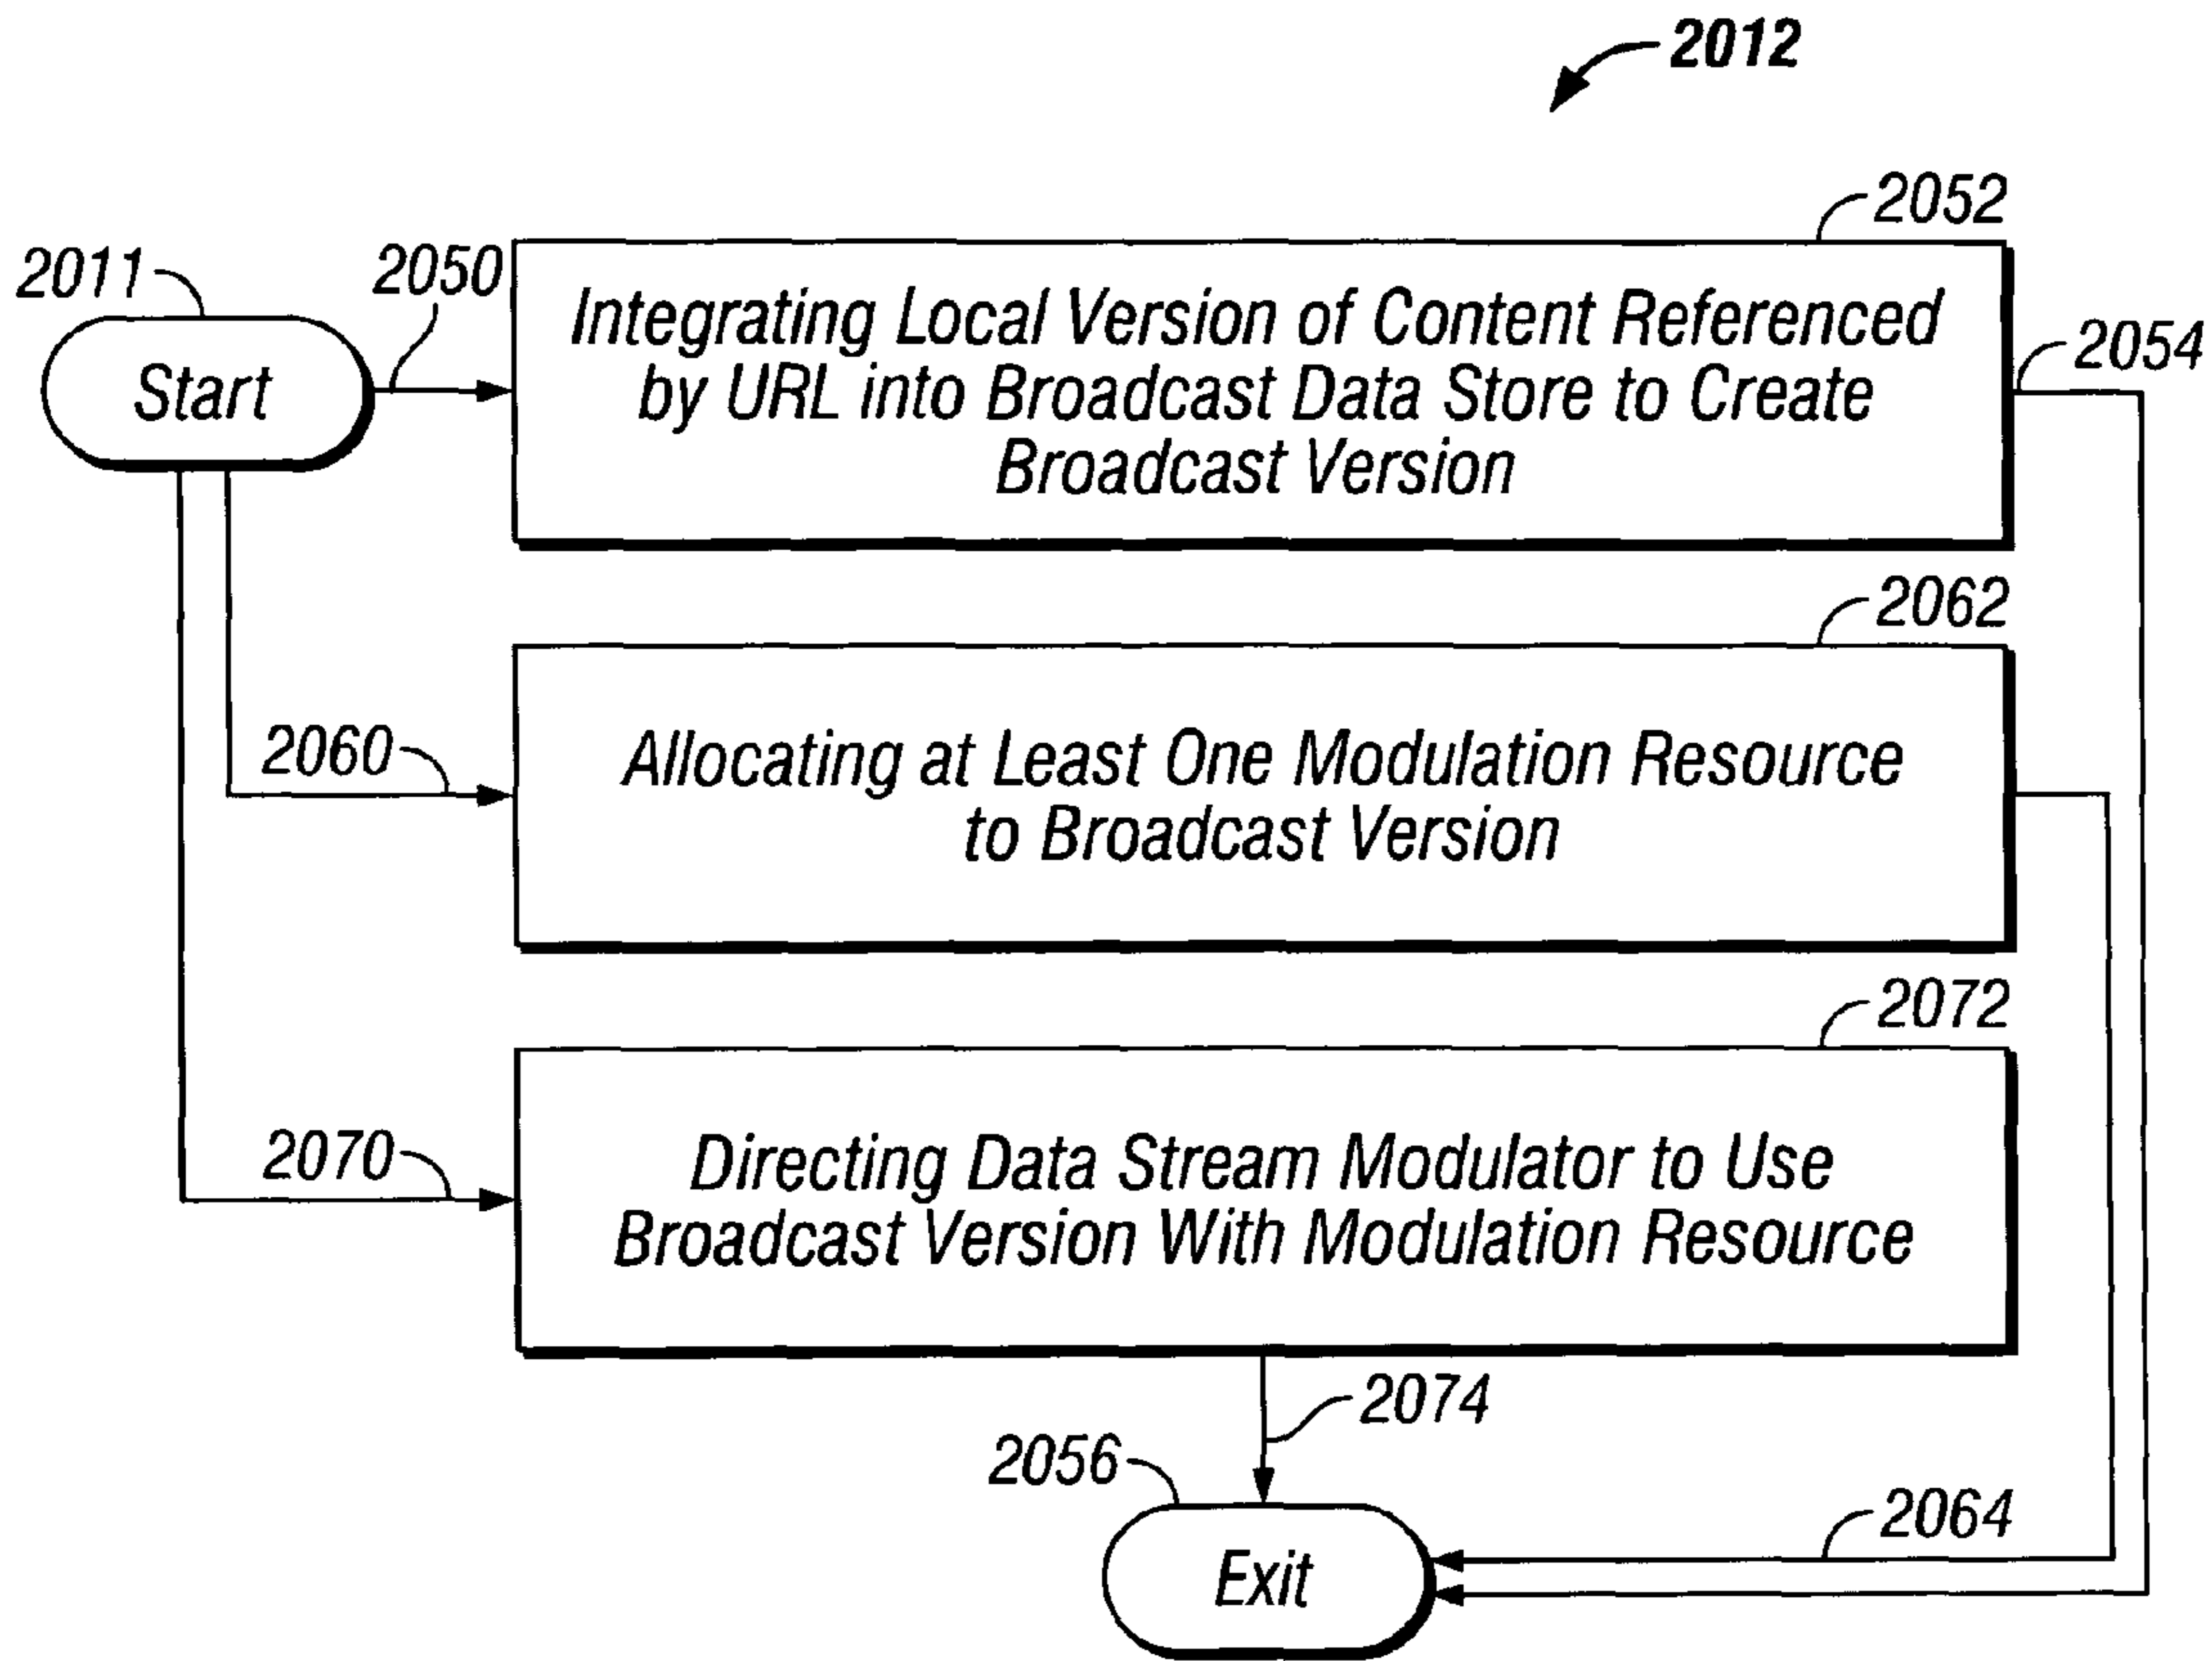 2012
2052
2011
2050
Start
Integrating Local Version of Content Referenced
by URL into Broadcast Data Store to Create
Broadcast Version
2054
2062
2060
Allocating at Least One Modulation Resource
to Broadcast Version
2072
2070
Directing Data Stream Modulator to Use
Broadcast Version With Modulation Resource
2074
2056
2064
Exit